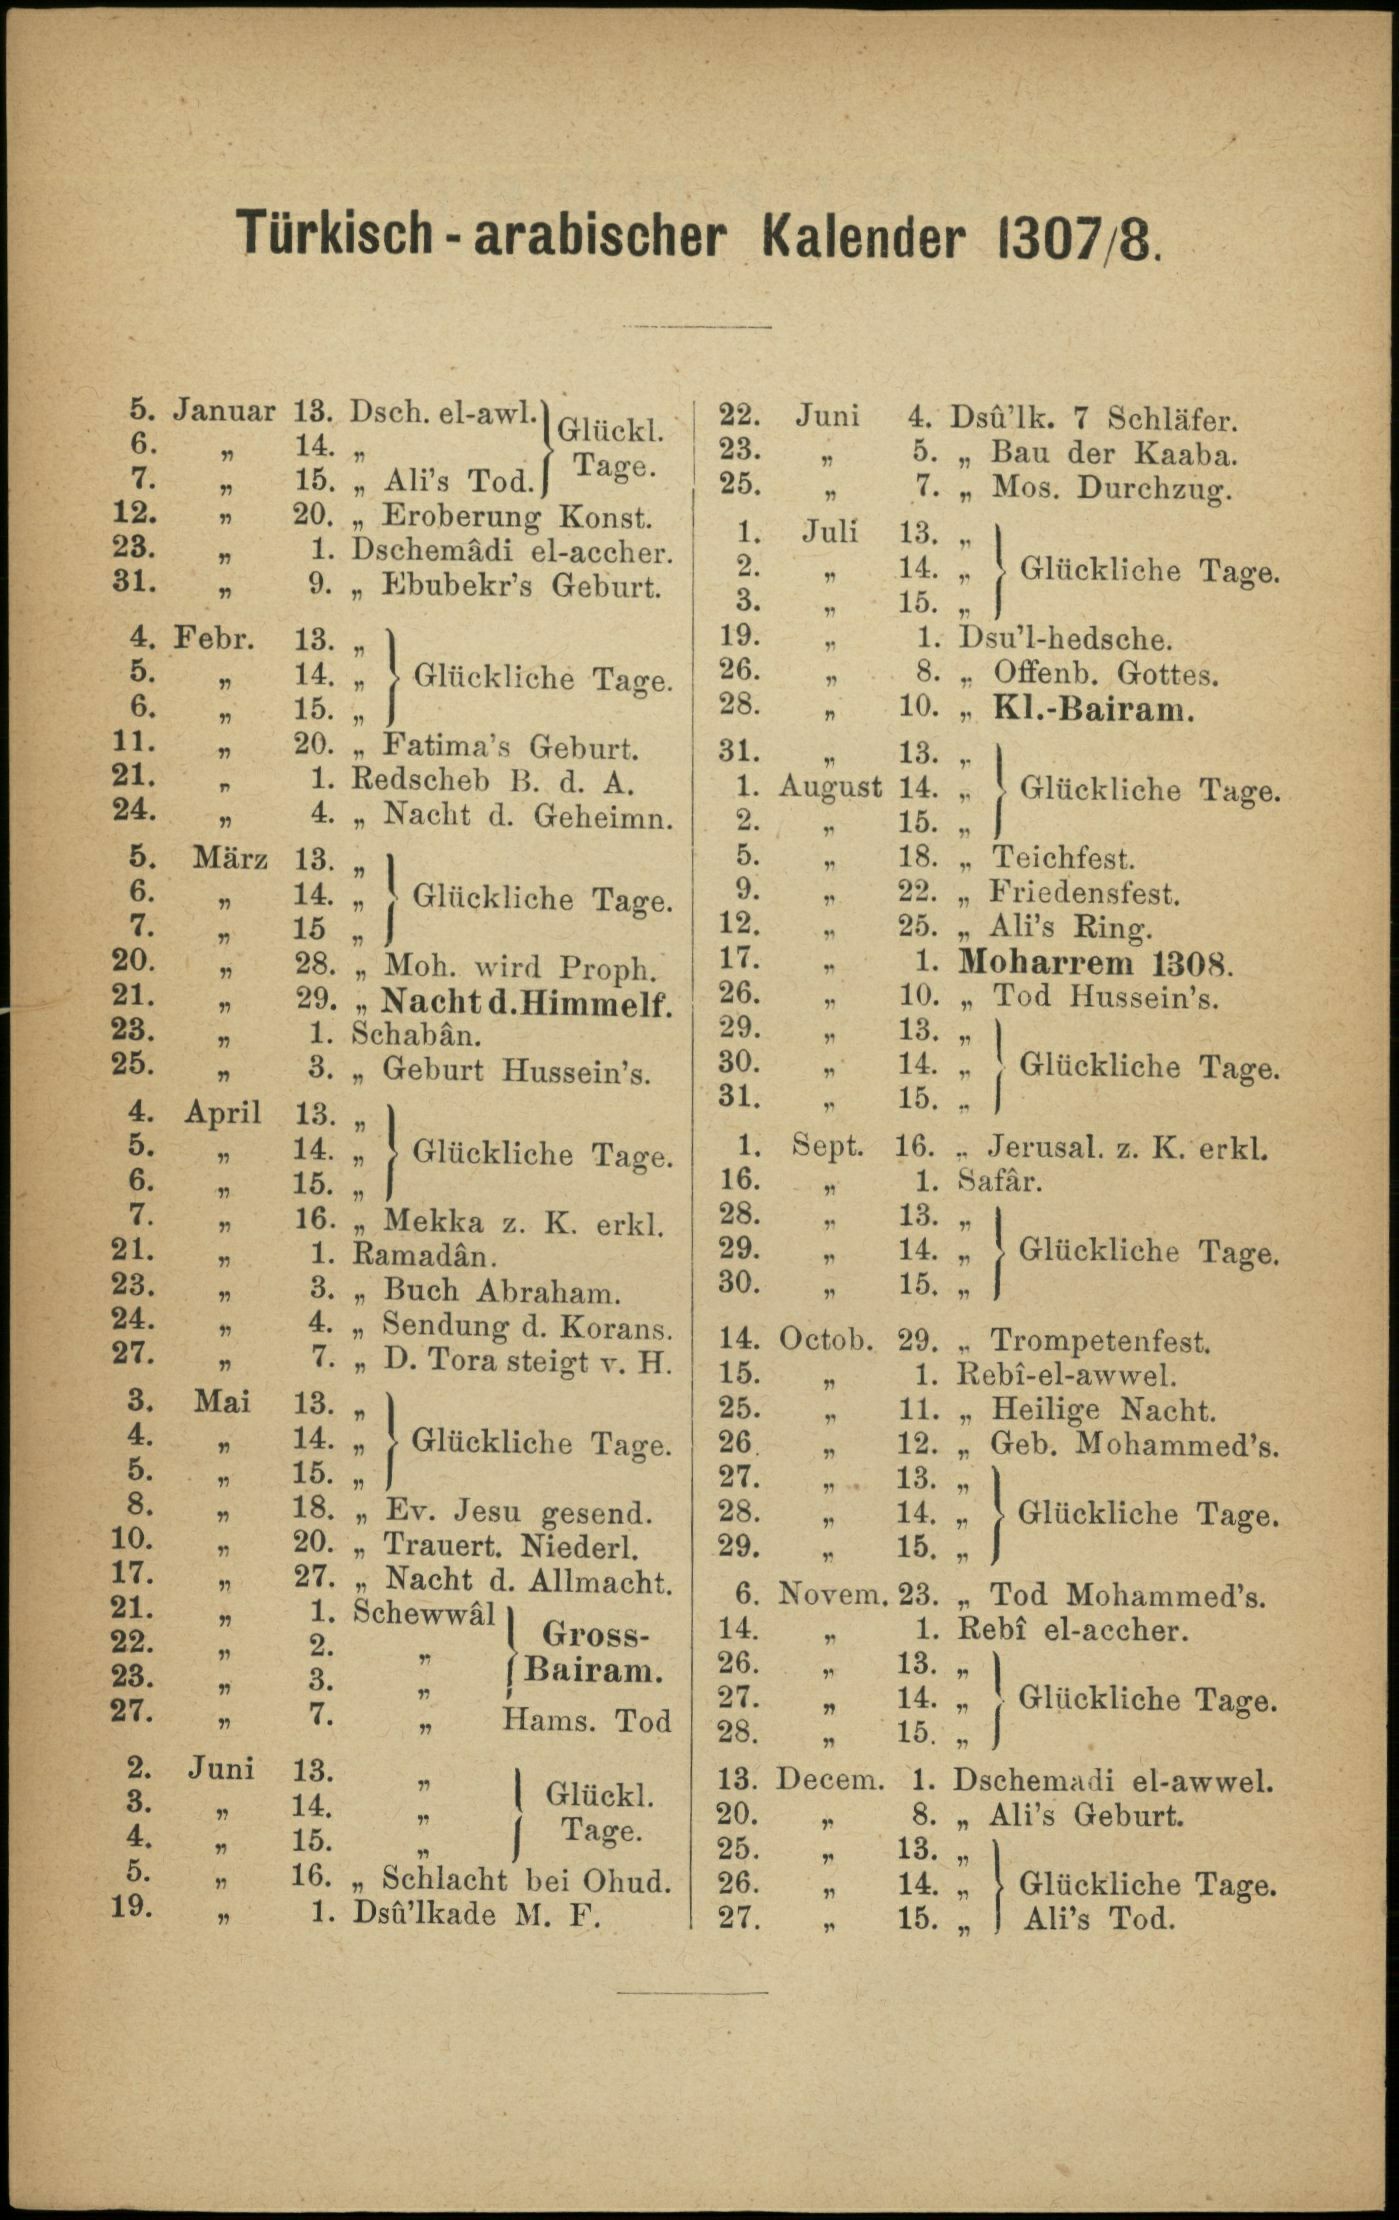 Türkisch-arabischer Kalender 1307/8.
5. Januar 13. Dsch. el-awl. } Glückl.
6. „ 14. „
7. „ 15. „ Ali's Tod. } Tage.
12. „ 20. „ Eroberung Konst.
23. „ 1. Dschemâdi el-accher.
31. „ 9. „ Ebubekr's Geburt.
4. Febr. 13. „
5. „ 14. „ } Glückliche Tage.
6. „ 15. „
11. „ 20. „ Fatima's Geburt.
21. „ 1. Redscheb B. d. A.
24. „ 4. „ Nacht d. Geheimn.
5. März 13. „
6. „ 14. „ } Glückliche Tage.
7. „ 15 „
20. „ 28. „ Moh. wird Proph.
21. „ 29. „ Nacht d. Himmelf.
23. „ 1. Schabân.
25. „ 3. „ Geburt Hussein's.
4. April 13. „
5. „ 14. „ } Glückliche Tage.
6. „ 15. „
7. „ 16. „ Mekka z. K. erkl.
21. „ 1. Ramadân.
23. „ 3. „ Buch Abraham.
24. „ 4. „ Sendung d. Korans.
27. „ 7. „ D. Tora steigt v. H.
3. Mai 13. „
4. „ 14. „ } Glückliche Tage.
5. „ 15. „
8. „ 18. „ Ev. Jesu gesend.
10. „ 20. „ Trauert. Niederl.
17. „ 27. „ Nacht d. Allmacht.
21. „ 1. Schewwâl
22. „ 2. „ } Gross-
23. „ 3. „ Bairam.
27. „ 7. „ Hams. Tod
2. Juni 13. „
3. „ 14. „ } Glückl.
4. „ 15. „ Tage.
5. „ 16. „ Schlacht bei Ohud.
19. „ 1. Dsû'lkade M. F.
22. Juni 4. Dsû'lk. 7 Schläfer.
23. „ 5. „ Bau der Kaaba.
25. „ 7. „ Mos. Durchzug.
1. Juli 13. „
2. „ 14. „ } Glückliche Tage.
3. „ 15. „
19. „ 1. Dsu'l-hedsche.
26. „ 8. „ Offenb. Gottes.
28. „ 10. „ Kl.-Bairam.
31. „ 13. „
1. August 14. „ } Glückliche Tage.
2. „ 15. „
5. „ 18. „ Teichfest.
9. „ 22. „ Friedensfest.
12. „ 25. „ Ali's Ring.
17. „ 1. Moharrem 1308.
26. „ 10. „ Tod Hussein's.
29. „ 13. „
30. „ 14. „ } Glückliche Tage.
31. „ 15. „
1. Sept. 16. „ Jerusal. z. K. erkl.
16. „ 1. Safâr.
28. „ 13. „
29. „ 14. „ } Glückliche Tage.
30. „ 15. „
14. Octob. 29. „ Trompetenfest.
15. „ 1. Rebî-el-awwel.
25. „ 11. „ Heilige Nacht.
26. „ 12. „ Geb. Mohammed's.
27. „ 13. „
28. „ 14. „ } Glückliche Tage.
29. „ 15. „
6. Novem. 23. „ Tod Mohammed's.
14. „ 1. Rebî el-accher.
26. „ 13. „
27. „ 14. „ } Glückliche Tage.
28. „ 15. „
13. Decem. 1. Dschemadi el-awwel.
20. „ 8. „ Ali's Geburt.
25. „ 13. „
26. „ 14. „ } Glückliche Tage.
27. „ 15. „ Ali's Tod.